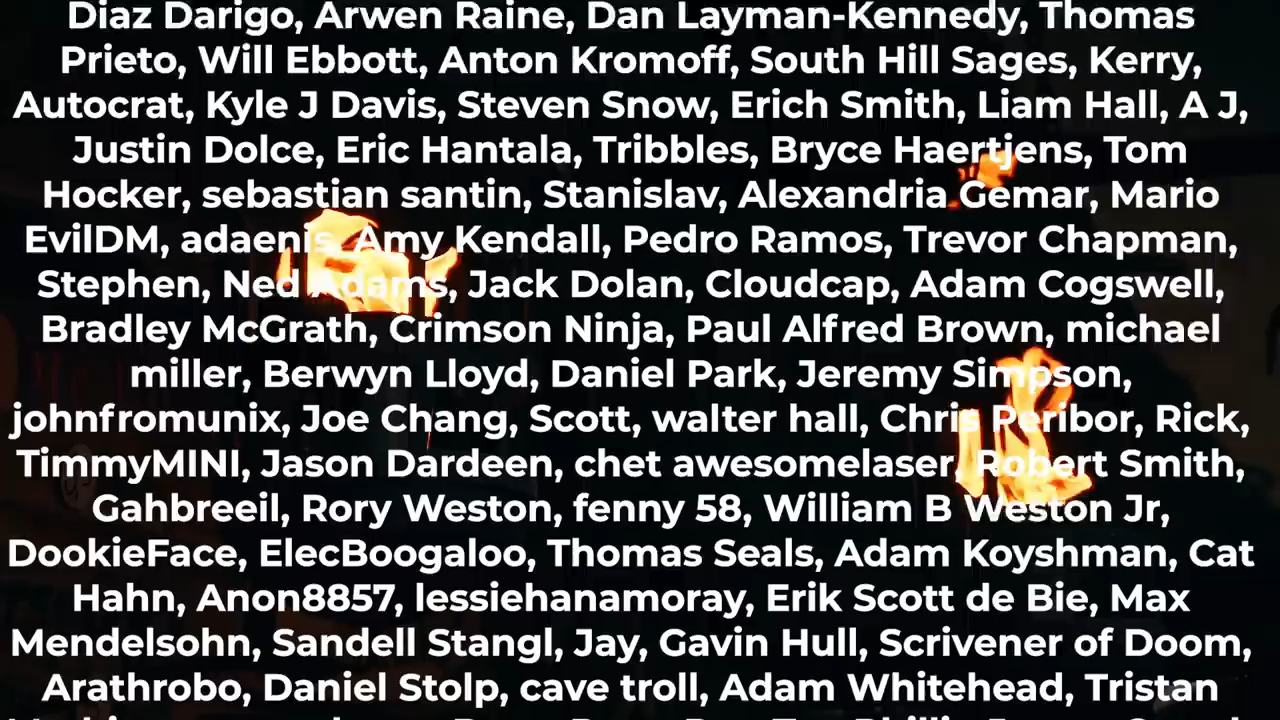 Diaz Darigo, Arwen Raine, Dan Layman-Kennedy, Thomas
Prieto, Will Ebbott, Anton Kromoff, South Hill Sages, Kerry,
Autocrat, Kyle J Davis, Steven Snow, Erich Smith, Liam Hall, A J,
Justin Dolce, Eric Hantala, Tribbles, Bryce Haertjens, Tom
Hocker, sebastian santin, Stanislav, Alexandria Gemar, Mario
EvilDM, adaenis, Amy Kendall, Pedro Ramos, Trevor Chapman,
Stephen, Ned Adams, Jack Dolan, Cloudcap, Adam Cogswell,
Bradley McGrath, Crimson Ninja, Paul Alfred Brown, michael
miller, Berwyn Lloyd, Daniel Park, Jeremy Simpson,
johnfromunix, Joe Chang, Scott, walter hall, Chris Peribor, Rick,
TimmyMINI, Jason Dardeen, chet awesomelaser, Robert Smith,
Gahbreeil, Rory Weston, fenny 58, William B Weston Jr,
DookieFace, ElecBoogaloo, Thomas Seals, Adam Koyshman, Cat
Hahn, Anon8857, lessiehanamoray, Erik Scott de Bie, Max
Mendelsohn, Sandell Stangl, Jay, Gavin Hull, Scrivener of Doom,
Arathrobo, Daniel Stolp, cave troll, Adam Whitehead, Tristan